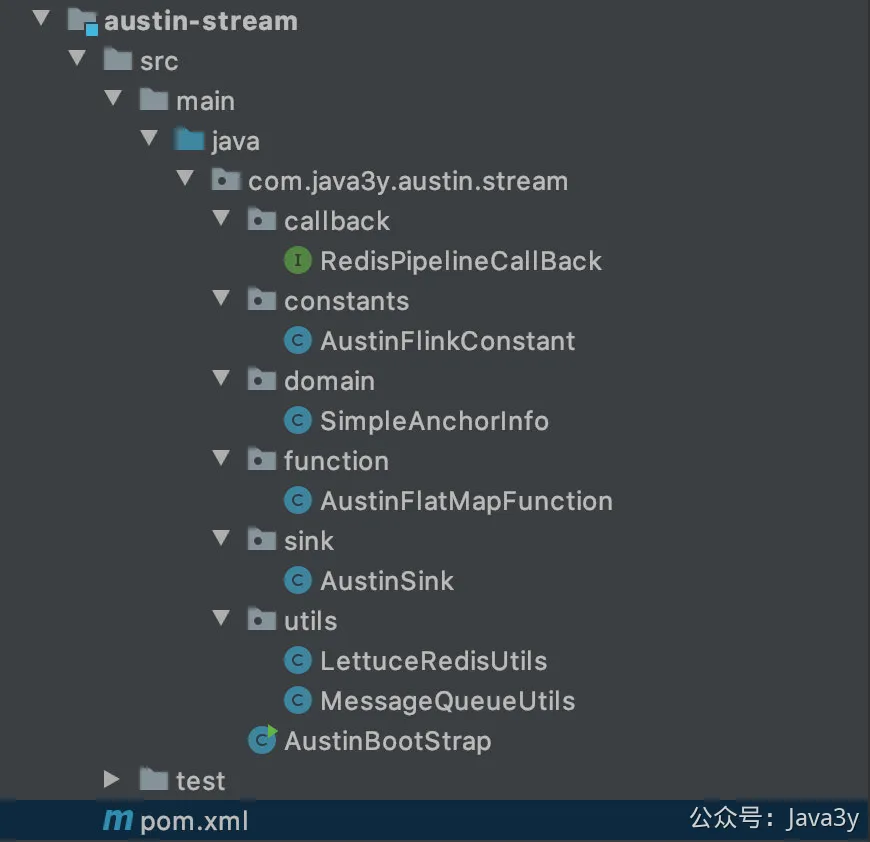 austin-stream
src
main
java
com.java3y.austin.stream
callback
I RedisPipelineCallBack
constants
C AustinFlinkConstant
domain
C SimpleAnchorInfo
function
C AustinFlatMapFunction
sink
C AustinSink
utils
C LettuceRedisUtils
C MessageQueueUtils
C AustinBootStrap
test
m pom.xml 公众号：Java3y